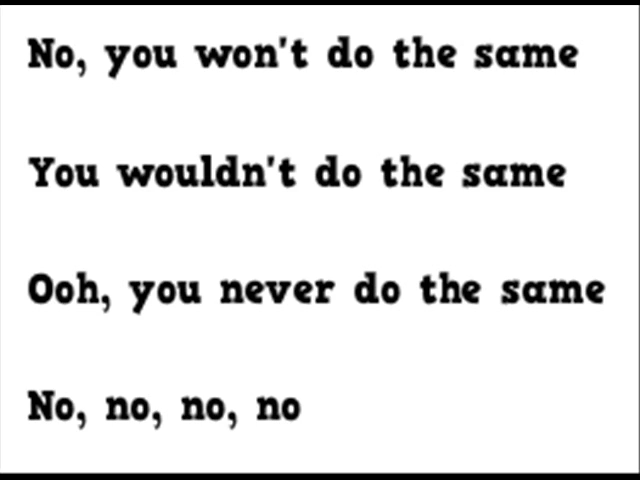 No, you won't do the same
You wouldn't do the same
Ooh, you never do the same
No, no, no, no